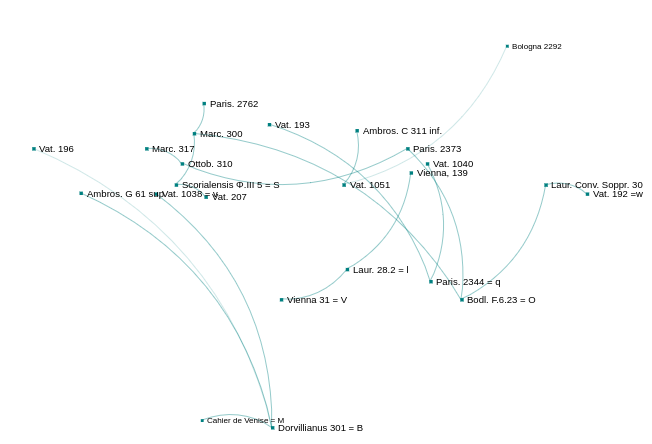 Bologna 2292
Paris. 2762
Vat. 193
Marc. 300
Ambros. C 311 inf.
Vat. 196
Marc. 317
Paris. 2373
Ottob. 310
Vat. 1040
Vienna, 139
Scorialensis Φ.III 5 = S
Vat. 1051
Laur. Conv. Soppr. 30
Ambros. G 61 sup
Vat. 1038 = v
Vat. 207
Vat. 192 =w
Laur. 28.2 = l
Paris. 2344 = q
Vienna 31 = V
Bodl. F.6.23 = O
Cahier de Venise = M
Dorvillianus 301 = B